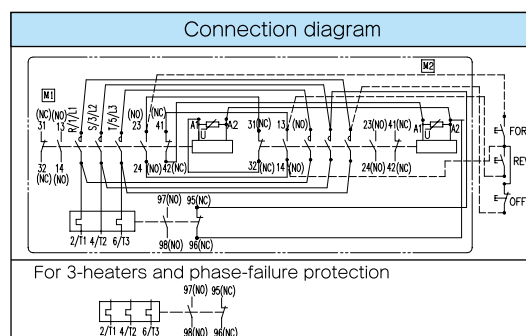 Connection diagram
M2
M1
(NC) (NO) R/1/L1 S/3/L2 T/5/L3 (NO) (NC) (NC) (NO) (NO) (NC)
31 13 23 41 A1 A2 31 13 23 41 A1 A2
U U
FOR
REV
OFF
32 14 24 (NO) 42 (NC) 32 14 (NO) 24 (NO) 42 (NC)
(NC) (NO) (NC)
97(NO) 95(NC)
2/T1 4/T2 6/T3
98(NO) 96(NC)
For 3-heaters and phase-failure protection
97(NO) 95(NC)
2/T1 4/T2 6/T3 98(NO) 96(NC)